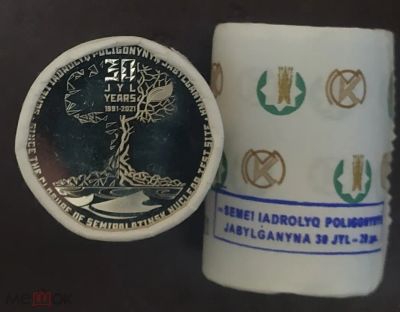 SEMEI IADROLYQ POLIGONYNYŃ JABYLǴANYNA
30
JYL
YEARS
1991-2021
SINCE THE CLOSURE OF SEMIPALATINSK NUCLEAR TEST SITE
SEMEI IADROLYQ POLIGONYNYŃ
JABYLǴANYNA 30 JYL-20
Мешок